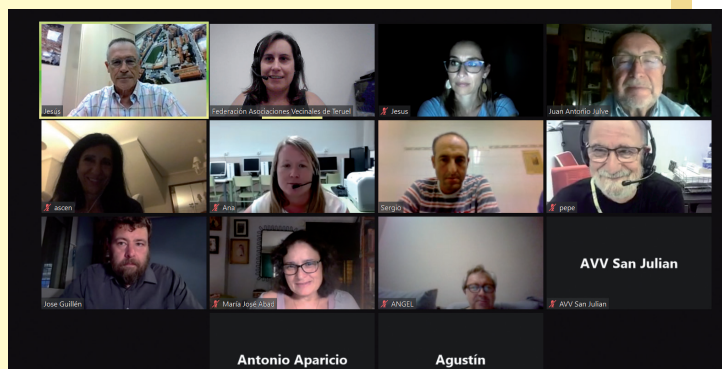 Jesús
Federación Asociaciones Vecinales de Teruel
Jesus
Juan Antonio Julve
ascen
Ana
Sergio
pepe
Jose Guillén
María José Abad
ANGEL
AVV San Julian
AVV San Julian
Antonio Aparicio
Agustín